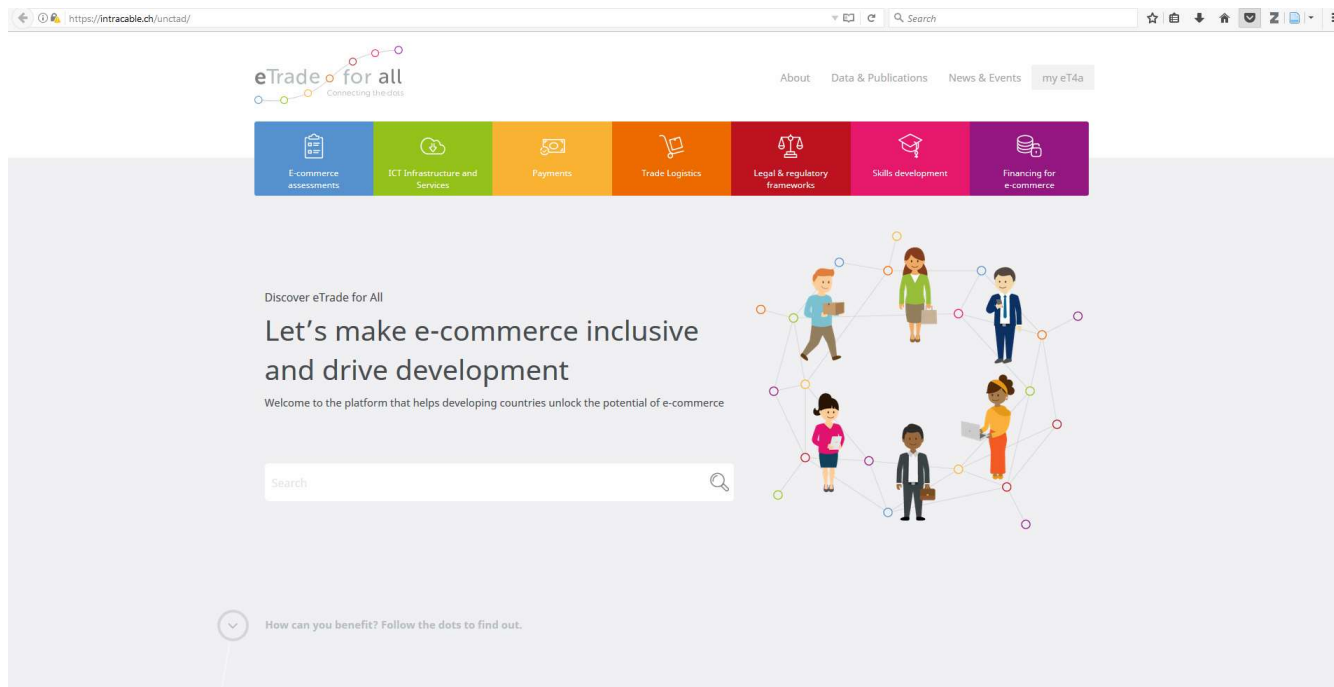 https://intracable.ch/unctad/
Search
eTrade for all
Connecting the dots
About Data & Publications News & Events my eT4a
E-commerce
assessments
ICT Infrastructure and
Services
Payments
Trade Logistics
Legal & regulatory
frameworks
Skills development
Financing for
e-commerce
Discover eTrade for All
Let's make e-commerce inclusive
and drive development
Welcome to the platform that helps developing countries unlock the potential of e-commerce
Search
How can you benefit? Follow the dots to find out.